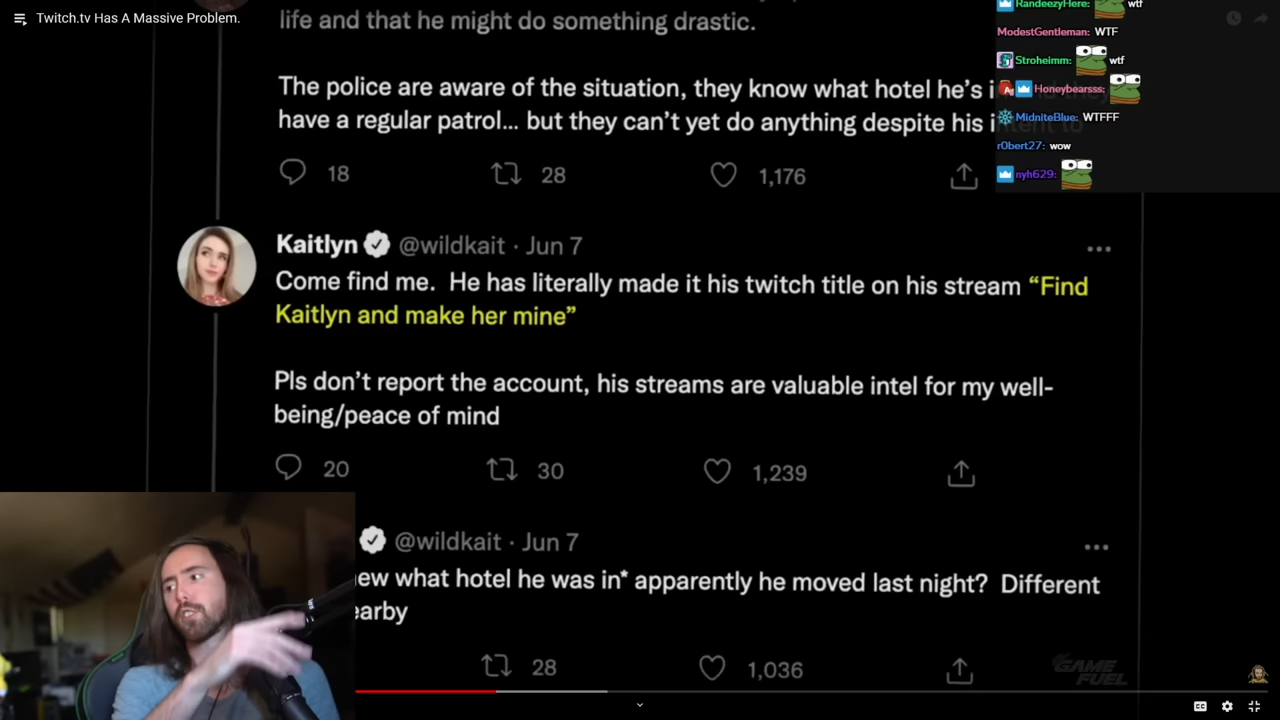 Twitch.tv Has A Massive Problem.
life and that he might do something drastic.
The police are aware of the situation, they know what hotel he's i
have a regular patrol... but they can't yet do anything despite his intent to
18
28
1,176
RandeezyHere: wtf
ModestGentleman: WTF
Stroheimm: wtf
Honeybearsss:
MidniteBlue: WTFFF
r0bert27: wow
nyh629:
Kaitlyn @wildkait · Jun 7
Come find me. He has literally made it his twitch title on his stream "Find
Kaitlyn and make her mine"
Pls don't report the account, his streams are valuable intel for my well-
being/peace of mind
20
30
1,239
@wildkait · Jun 7
ew what hotel he was in* apparently he moved last night? Different
earby
28
1,036
GAME
FUEL
CC